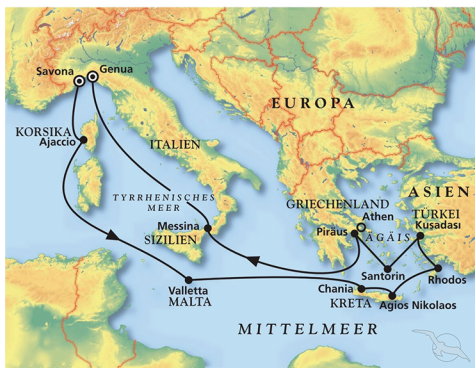 Savona
Genua
EUROPA
KORSIKA
Ajaccio
ITALIEN
ASIEN
TYRRHENISCHES
MEER
GRIECHENLAND
Athen
TÜRKEI
Kuşadası
Messina
SIZILIEN
Piräus
ÄGÄIS
Santorin
Rhodos
Valletta
MALTA
Chania
KRETA
Agios Nikolaos
MITTELMEER